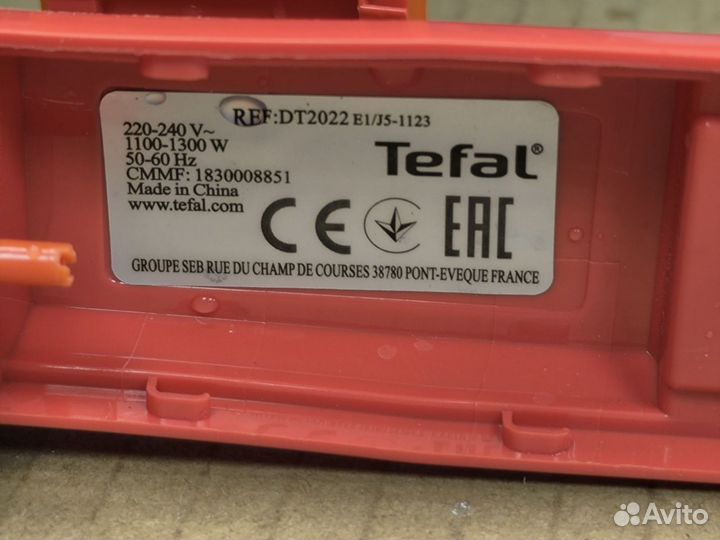 REF:DT2022 E1/J5-1123
220-240 V~
1100-1300 W
50-60 Hz
CMMF: 1830008851
Made in China
www.tefal.com
Tefal®
CE EAC
GROUPE SEB RUE DU CHAMP DE COURSES 38780 PONT-EVEQUE FRANCE
Avito